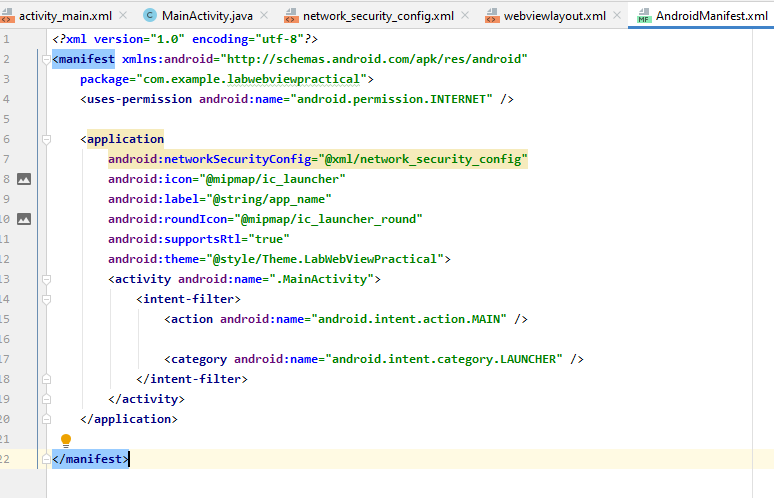 activity_main.xml MainActivity.java network_security_config.xml webviewlayout.xml AndroidManifest.xml
1 <?xml version="1.0" encoding="utf-8"?>
2 <manifest xmlns:android="http://schemas.android.com/apk/res/android"
3 package="com.example.labwebviewpractical">
4 <uses-permission android:name="android.permission.INTERNET" />
5
6 <application
7 android:networkSecurityConfig="@xml/network_security_config"
8 android:icon="@mipmap/ic_launcher"
9 android:label="@string/app_name"
10 android:roundIcon="@mipmap/ic_launcher_round"
11 android:supportsRtl="true"
12 android:theme="@style/Theme.LabWebViewPractical">
13 <activity android:name=".MainActivity">
14 <intent-filter>
15 <action android:name="android.intent.action.MAIN" />
16
17 <category android:name="android.intent.category.LAUNCHER" />
18 </intent-filter>
19 </activity>
20 </application>
21
22 </manifest>